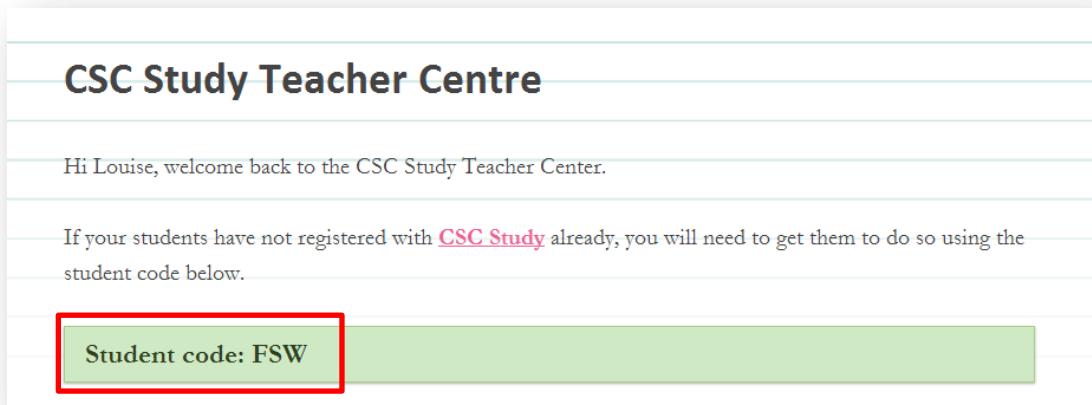 CSC Study Teacher Centre
Hi Louise, welcome back to the CSC Study Teacher Center.
If your students have not registered with CSC Study already, you will need to get them to do so using the
student code below.
Student code: FSW